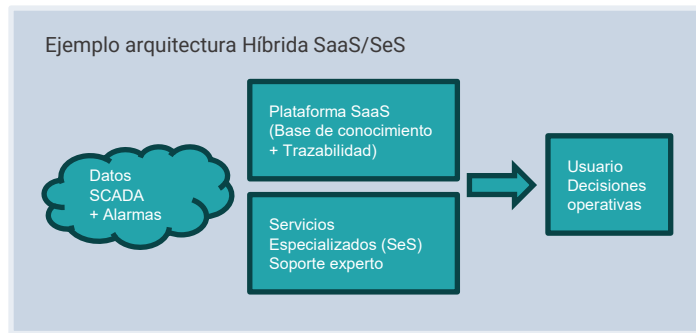 Ejemplo arquitectura Híbrida SaaS/SeS
Datos
SCADA
+ Alarmas
Plataforma SaaS
(Base de conocimiento
+ Trazabilidad)
Servicios
Especializados (SeS)
Soporte experto
Usuario
Decisiones
operativas